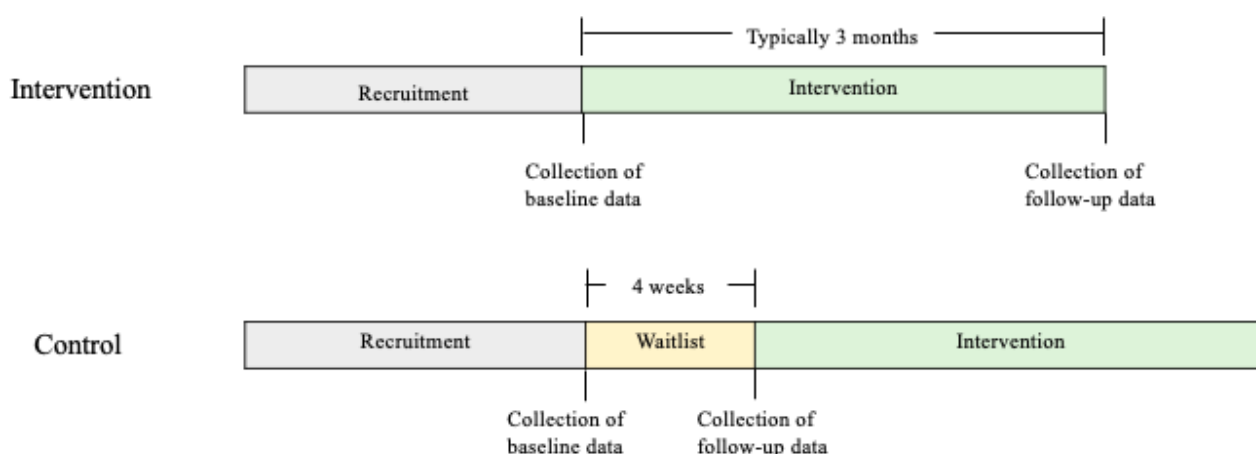 Typically 3 months
Intervention
Recruitment
Intervention
Collection of
baseline data
Collection of
follow-up data
4 weeks
Control
Recruitment
Waitlist
Intervention
Collection of
baseline data
Collection of
follow-up data